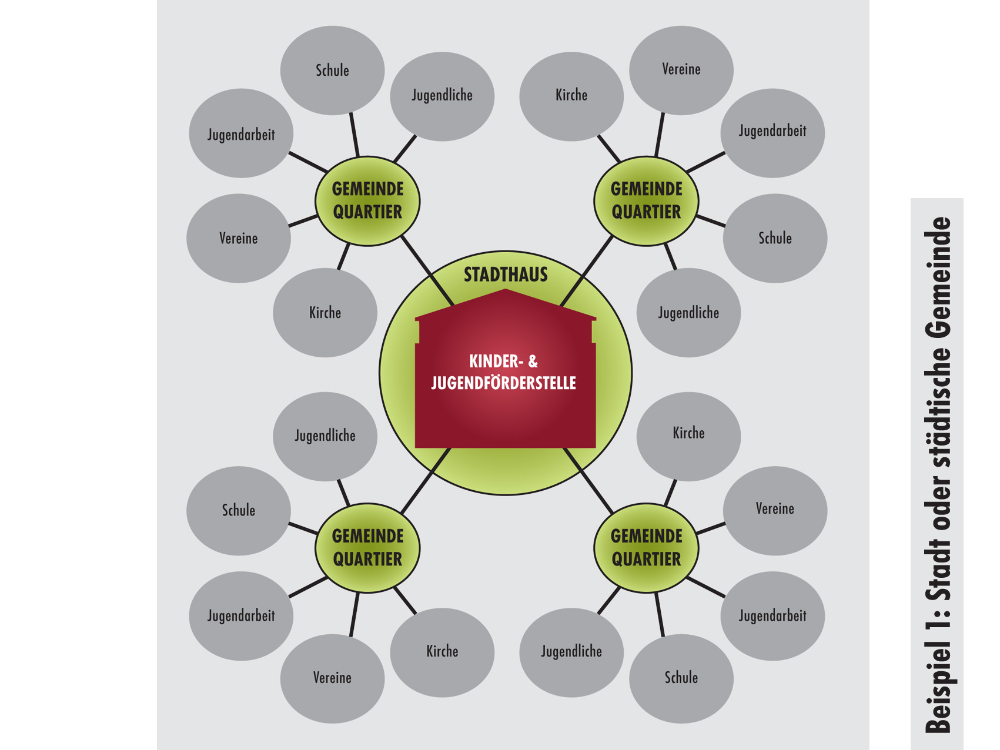 Schule
Jugendliche
Jugendarbeit
GEMEINDE
QUARTIER
Vereine
Kirche
Kirche
Vereine
Jugendarbeit
GEMEINDE
QUARTIER
Schule
Jugendliche
STADTHAUS
KINDER- &
JUGENDFÖRDERSTELLE
Jugendliche
Schule
GEMEINDE
QUARTIER
Jugendarbeit
Vereine
Kirche
Kirche
Vereine
GEMEINDE
QUARTIER
Jugendarbeit
Jugendliche
Schule
Beispiel 1: Stadt oder städtische Gemeinde